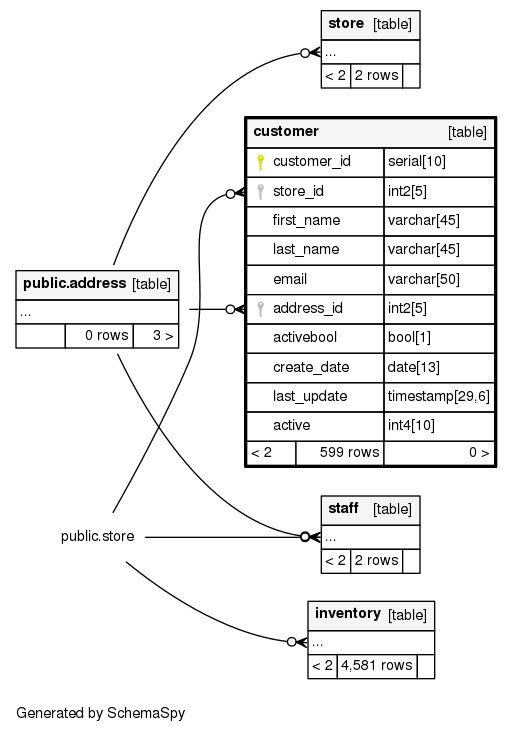 store [table]
...
< 2 2 rows
customer [table]
customer_id serial[10]
store_id int2[5]
first_name varchar[45]
last_name varchar[45]
email varchar[50]
address_id int2[5]
activebool bool[1]
create_date date[13]
last_update timestamp[29,6]
active int4[10]
< 2 599 rows 0 >
public.address [table]
...
0 rows 3 >
staff [table]
...
< 2 2 rows
public.store
inventory [table]
...
< 2 4,581 rows
Generated by SchemaSpy